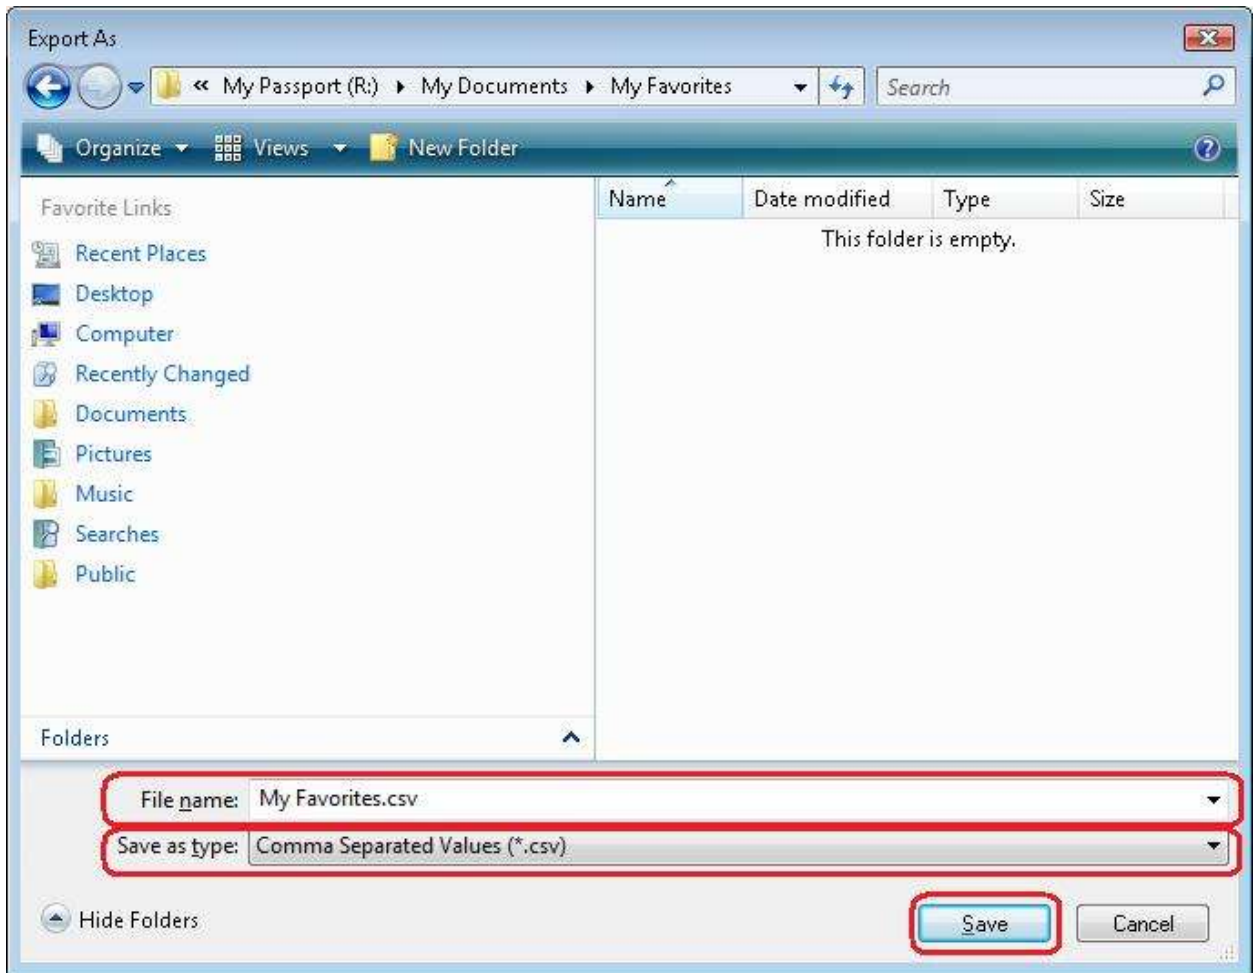 Export As
« My Passport (R:) My Documents My Favorites Search
Organize Views New Folder
Favorite Links
Recent Places
Desktop
Computer
Recently Changed
Documents
Pictures
Music
Searches
Public
Folders
Name Date modified Type Size
This folder is empty.
File name: My Favorites.csv
Save as type: Comma Separated Values (*.csv)
Hide Folders Save Cancel